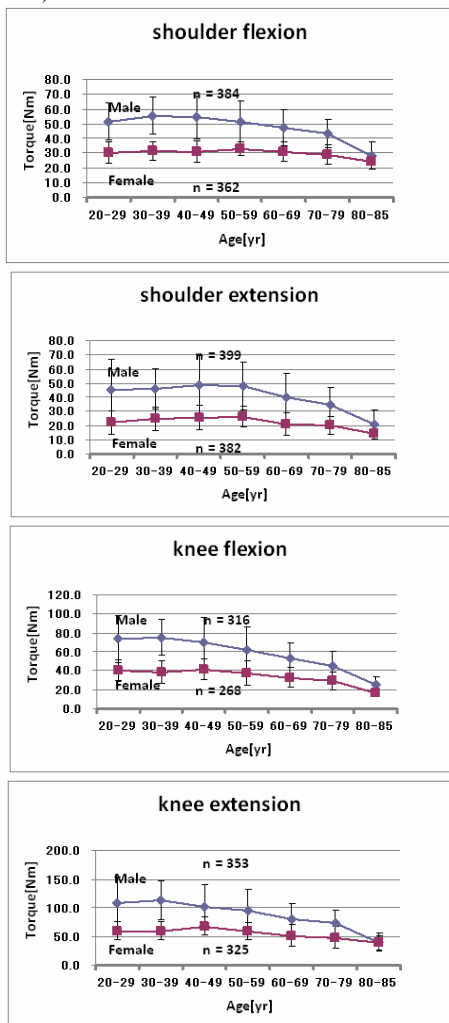 shoulder flexion
80.0
70.0
60.0
50.0
40.0
30.0
20.0
10.0
0.0
Torque[Nm]
Male
n = 384
Female
n = 362
20-29 30-39 40-49 50-59 60-69 70-79 80-85
Age[yr]
shoulder extension
80.0
70.0
60.0
50.0
40.0
30.0
20.0
10.0
0.0
Torque[Nm]
n = 399
Male
Female
n = 382
20-29 30-39 40-49 50-59 60-69 70-79 80-85
Age[yr]
knee flexion
120.0
100.0
80.0
60.0
40.0
20.0
0.0
Torque[Nm]
Male
n = 316
Female
n = 268
20-29 30-39 40-49 50-59 60-69 70-79 80-85
Age[yr]
knee extension
200.0
150.0
100.0
50.0
0.0
Torque[Nm]
n = 353
Male
Female
n = 325
20-29 30-39 40-49 50-59 60-69 70-79 80-85
Age[yr]